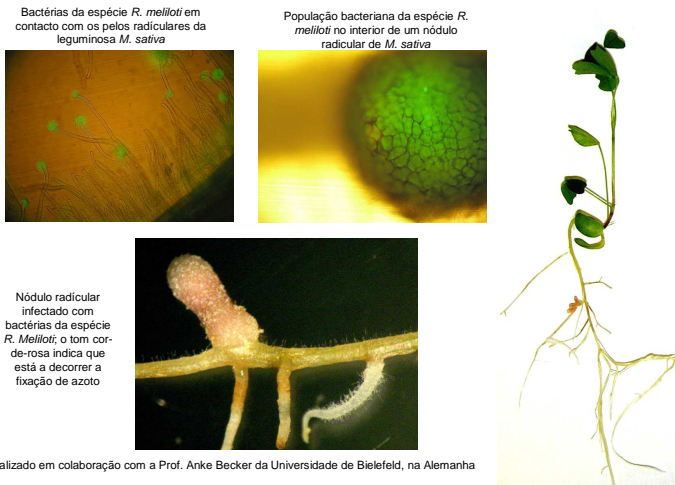 Bactérias da espécie R. meliloti em
contacto com os pelos radículares da
leguminosa M. sativa
População bacteriana da espécie R.
meliloti no interior de um nódulo
radicular de M. sativa
Nódulo radícular
infectado com
bactérias da espécie
R. Meliloti; o tom cor-
de-rosa indica que
está a decorrer a
fixação de azoto
alizado em colaboração com a Prof. Anke Becker da Universidade de Bielefeld, na Alemanha